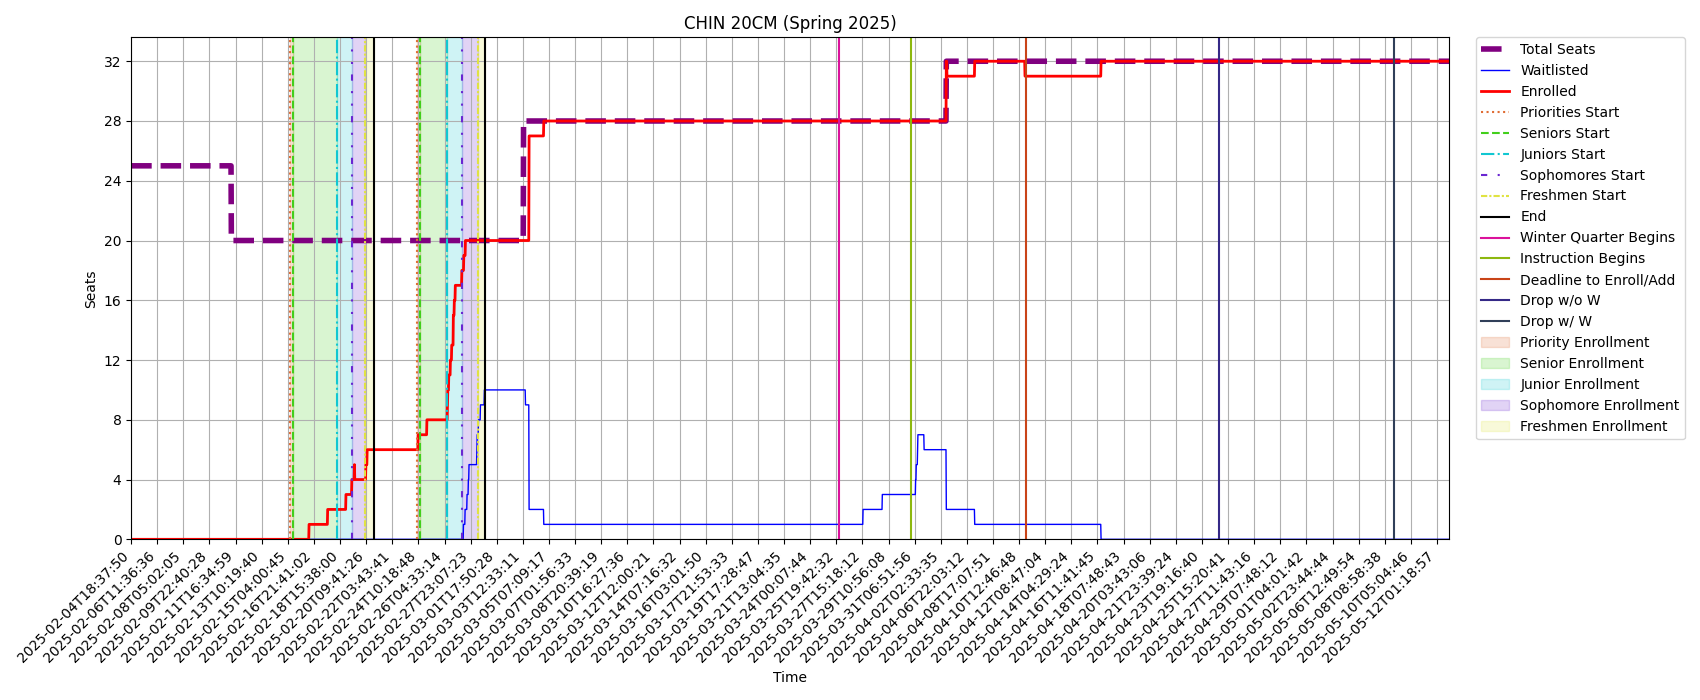 CHIN 20CM (Spring 2025)
Seats
32
28
24
20
16
12
8
4
0
2025-02-04T18:37:50
2025-02-06T11:36:36
2025-02-08T05:02:05
2025-02-09T22:40:28
2025-02-11T16:34:59
2025-02-13T10:19:40
2025-02-15T04:00:45
2025-02-16T21:41:02
2025-02-18T15:38:00
2025-02-20T09:41:26
2025-02-22T03:43:41
2025-02-24T10:18:48
2025-02-26T04:33:14
2025-02-27T23:07:23
2025-03-01T17:50:28
2025-03-03T12:33:11
2025-03-05T07:09:17
2025-03-07T01:56:33
2025-03-08T20:39:19
2025-03-10T16:27:36
2025-03-12T12:00:21
2025-03-14T07:16:32
2025-03-16T03:01:50
2025-03-17T21:53:33
2025-03-19T17:28:47
2025-03-21T13:04:35
2025-03-24T00:07:44
2025-03-25T19:42:32
2025-03-27T15:18:12
2025-03-29T10:56:08
2025-03-31T06:51:56
2025-04-02T02:33:35
2025-04-06T22:03:12
2025-04-08T17:07:51
2025-04-10T12:46:48
2025-04-12T08:47:04
2025-04-14T04:29:24
2025-04-16T11:41:45
2025-04-18T07:48:43
2025-04-20T03:43:06
2025-04-21T23:39:24
2025-04-23T19:16:40
2025-04-25T15:20:41
2025-04-27T11:43:16
2025-04-29T07:48:12
2025-05-01T04:01:42
2025-05-02T23:44:44
2025-05-06T12:49:54
2025-05-08T08:58:38
2025-05-10T05:04:46
2025-05-12T01:18:57
Time
Total Seats
Waitlisted
Enrolled
Priorities Start
Seniors Start
Juniors Start
Sophomores Start
Freshmen Start
End
Winter Quarter Begins
Instruction Begins
Deadline to Enroll/Add
Drop w/o W
Drop w/ W
Priority Enrollment
Senior Enrollment
Junior Enrollment
Sophomore Enrollment
Freshmen Enrollment